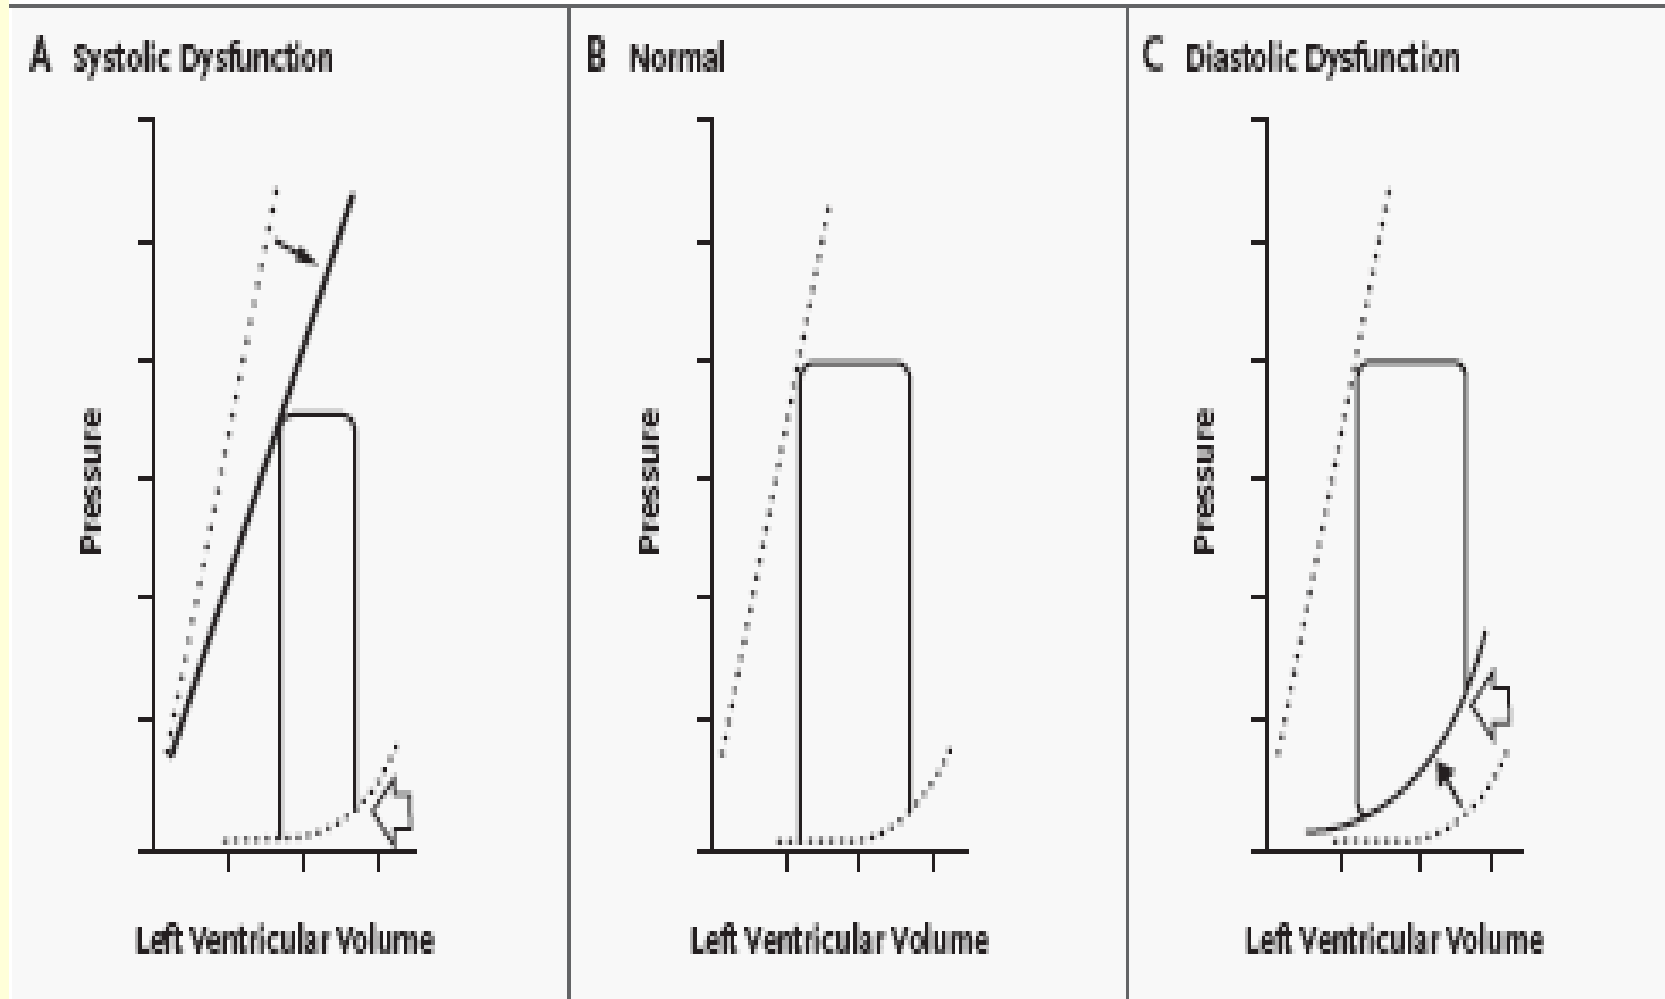 A Systolic Dysfunction
Pressure
Left Ventricular Volume
B Normal
Pressure
Left Ventricular Volume
C Diastolic Dysfunction
Pressure
Left Ventricular Volume